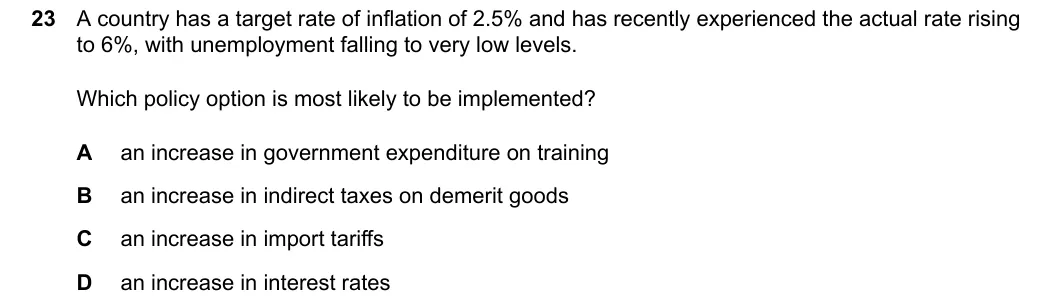 23 A country has a target rate of inflation of 2.5% and has recently experienced the actual rate rising
to 6%, with unemployment falling to very low levels.
Which policy option is most likely to be implemented?
A an increase in government expenditure on training
B an increase in indirect taxes on demerit goods
C an increase in import tariffs
D an increase in interest rates